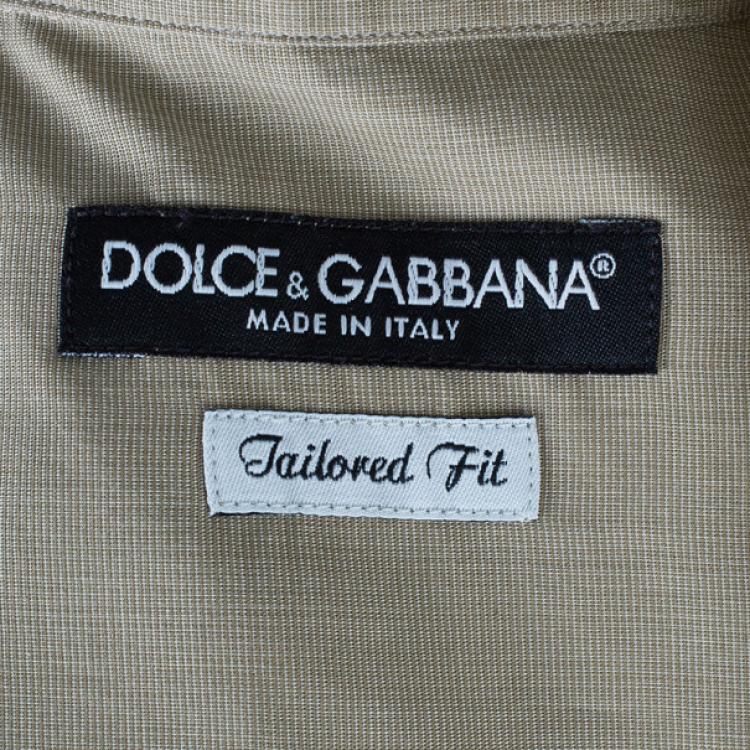 DOLCE & GABBANA®
MADE IN ITALY
Tailored Fit